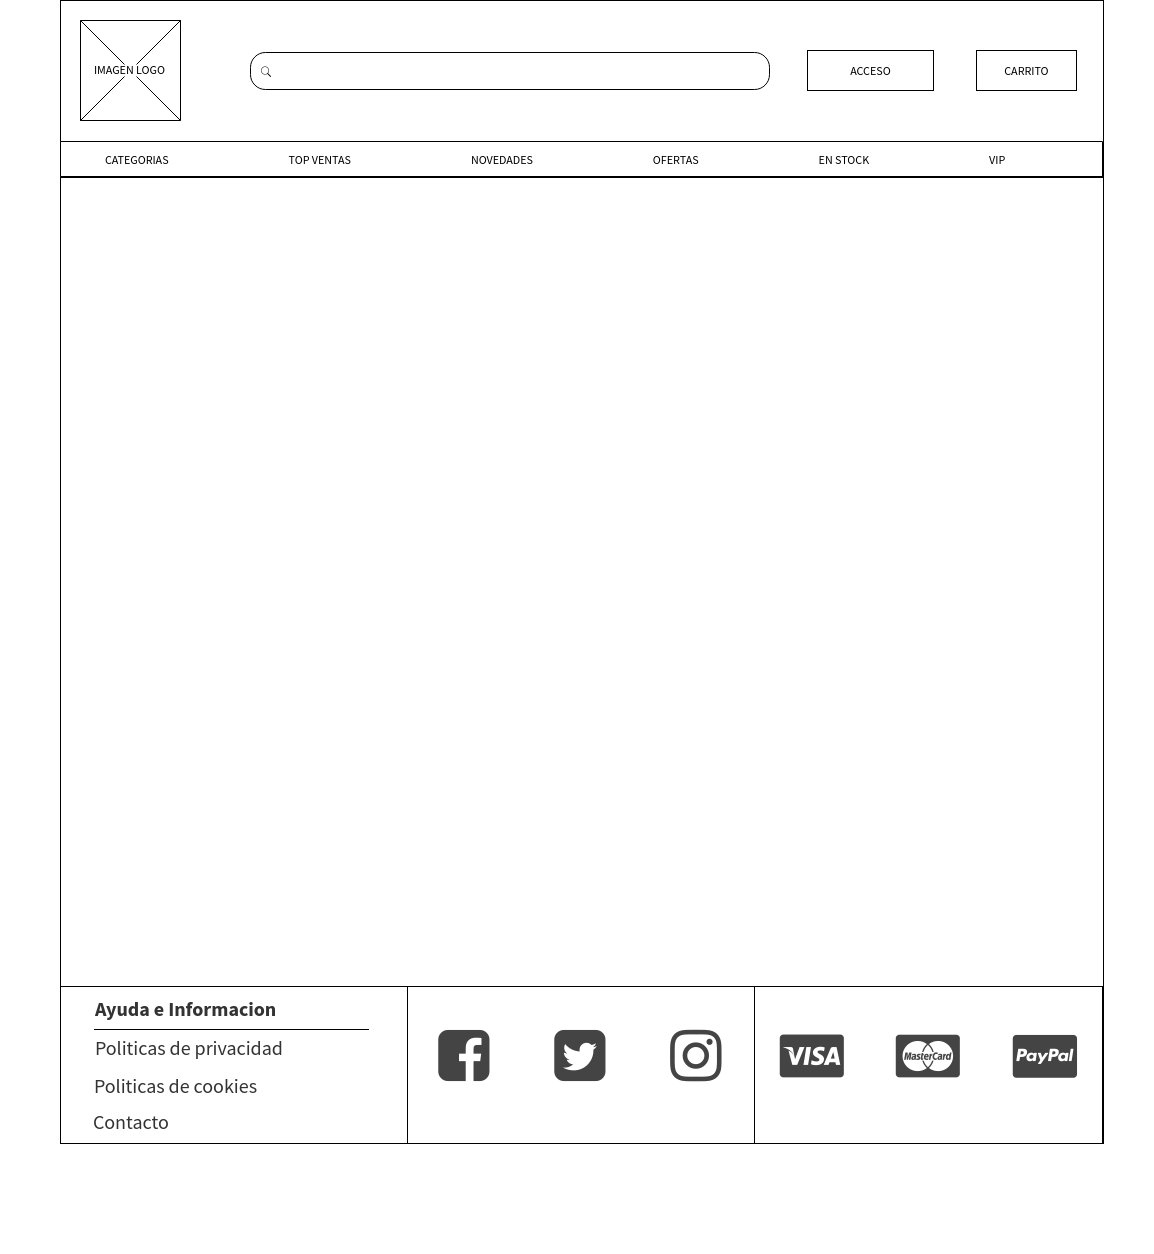 IMAGEN LOGO
ACCESO
CARRITO
CATEGORIAS
TOP VENTAS
NOVEDADES
OFERTAS
EN STOCK
VIP
Ayuda e Informacion
Politicas de privacidad
Politicas de cookies
Contacto
VISA
MasterCard
PayPal